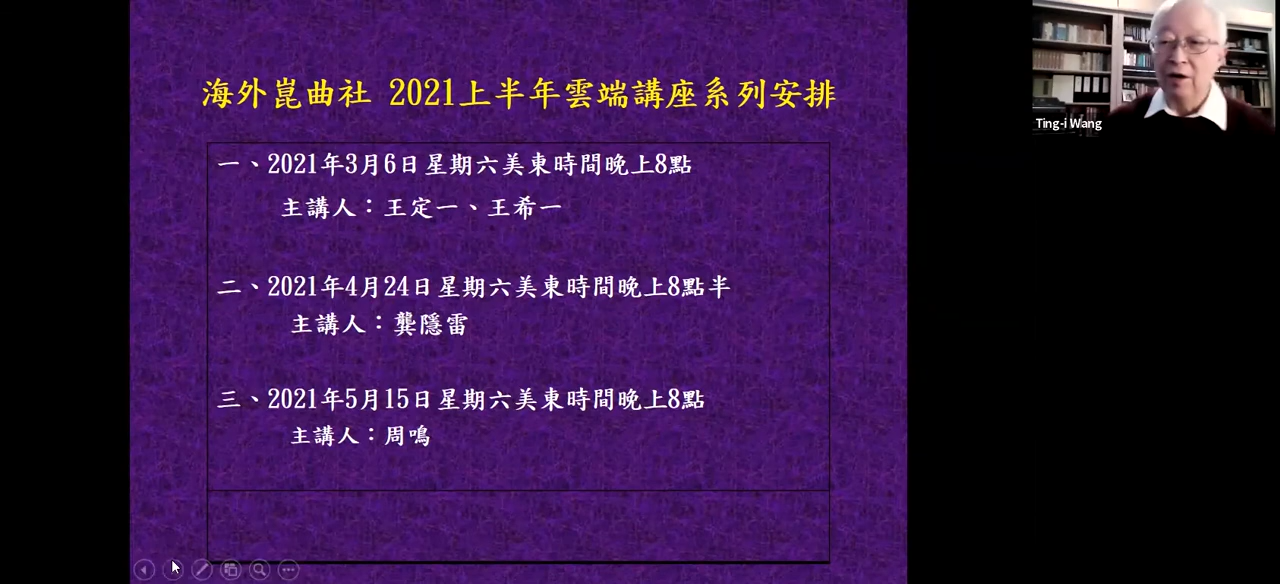 海外崑曲社 2021上半年雲端講座系列安排
一、2021年3月6日星期六美東時間晚上8點
主講人：王定一、王希一
二、2021年4月24日星期六美東時間晚上8點半
主講人：龔隱雷
三、2021年5月15日星期六美東時間晚上8點
主講人：周鳴
Ting-i Wang